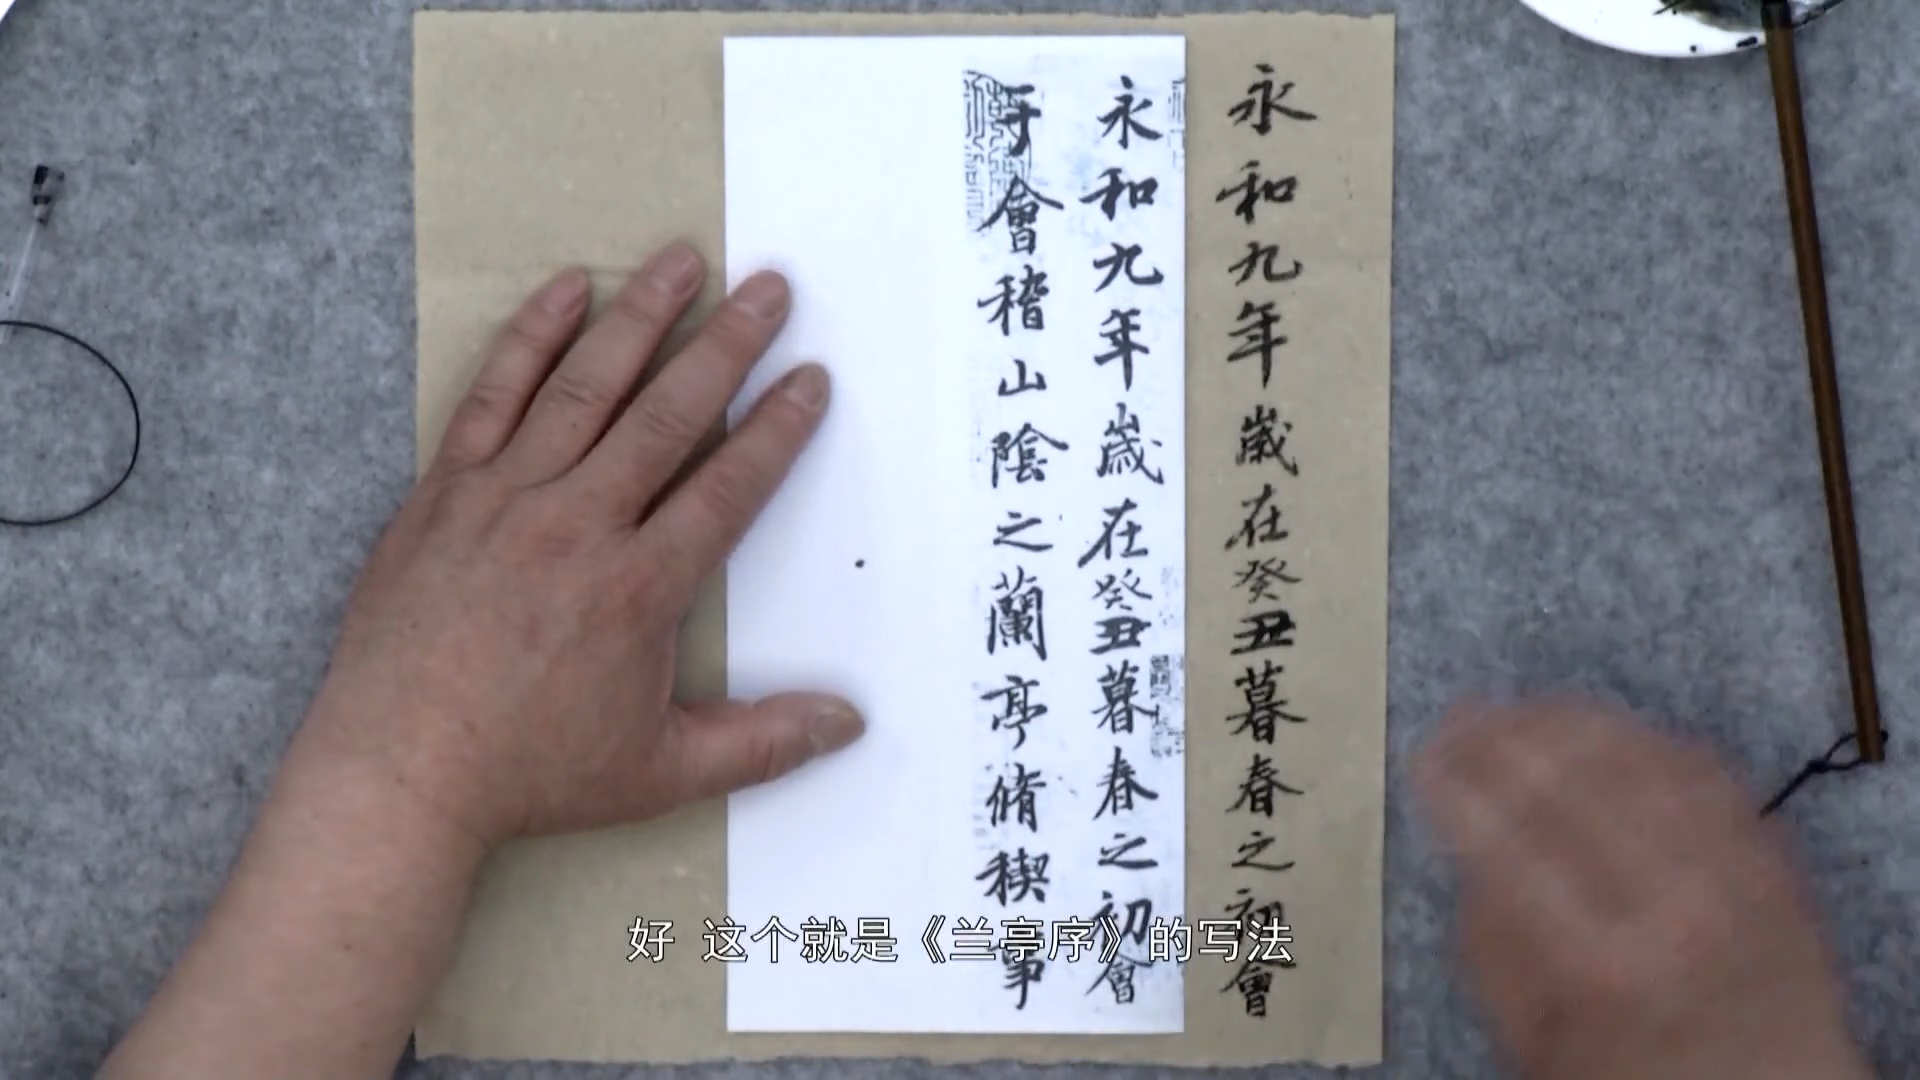 永和九年歲在癸丑暮春之初會
永和九年歲在癸丑暮春之初會
于會稽山陰之蘭亭脩稧事
好 这个就是《兰亭序》的写法